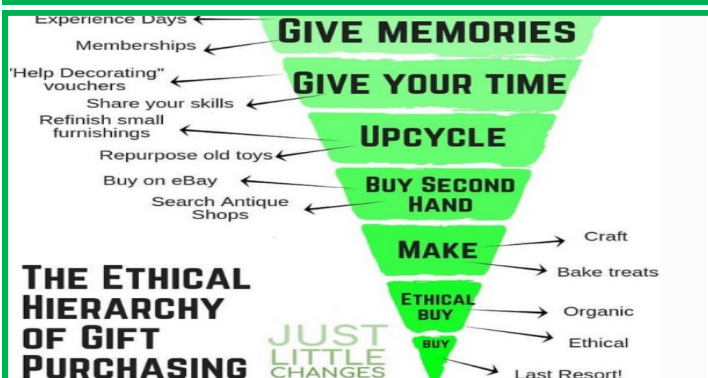 Experience Days
GIVE MEMORIES
Memberships
"Help Decorating"
vouchers
GIVE YOUR TIME
Share your skills
Refinish small
furnishings
UPCYCLE
Repurpose old toys
Buy on eBay
BUY SECOND
HAND
Search Antique
Shops
MAKE
Craft
Bake treats
ETHICAL
BUY
Organic
Ethical
BUY
Last Resort!
THE ETHICAL
HIERARCHY
OF GIFT
PURCHASING
JUST
LITTLE
CHANGES